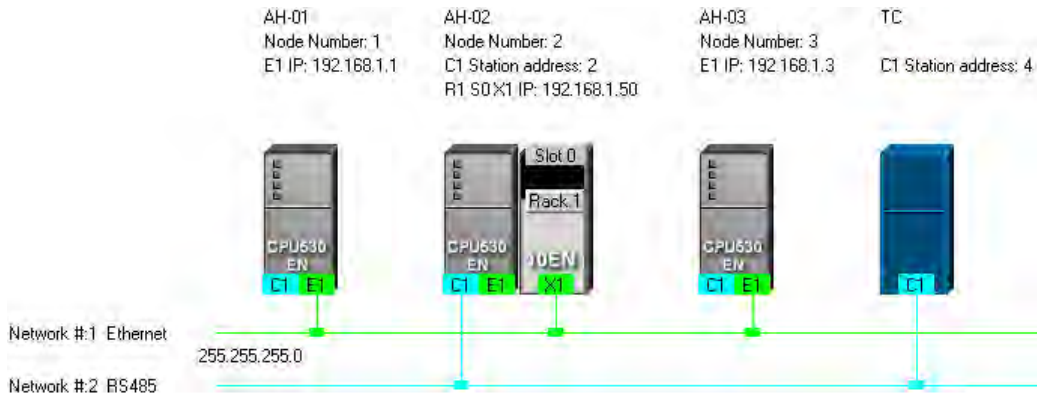 AH-01
Node Number: 1
E1 IP: 192.168.1.1
AH-02
Node Number: 2
C1 Station address: 2
R1 S0 X1 IP: 192.168.1.50
AH-03
Node Number: 3
E1 IP: 192.168.1.3
TC
C1 Station address: 4
CPU530
EN
C1 E1
CPU530
EN
C1 E1
Slot 0
Rack 1
10EN
X1
CPU530
EN
C1 E1
C1
Network #:1 Ethernet
255.255.255.0
Network #:2 RS485